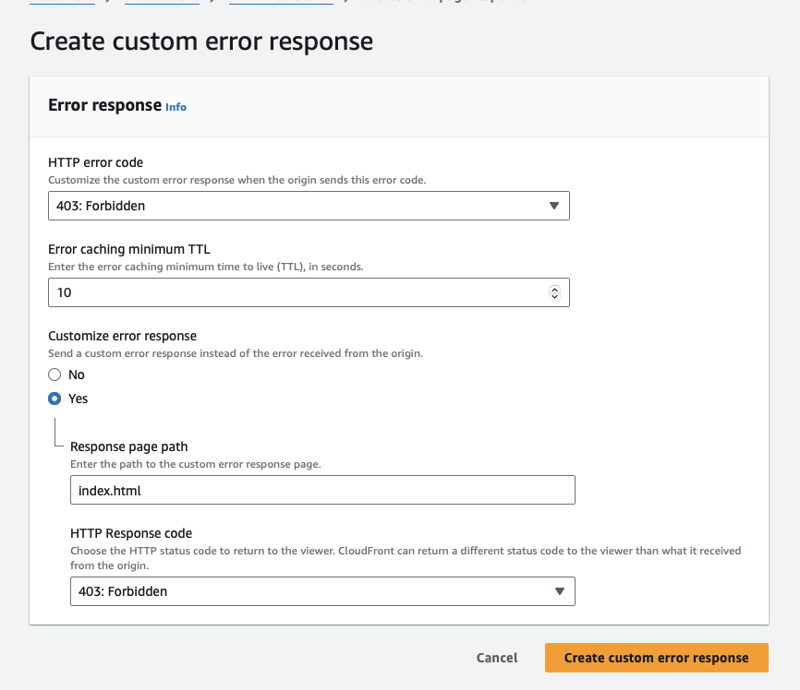 Create custom error response
Error response Info
HTTP error code
Customize the custom error response when the origin sends this error code.
403: Forbidden
Error caching minimum TTL
Enter the error caching minimum time to live (TTL), in seconds.
10
Customize error response
Send a custom error response instead of the error received from the origin.
No
Yes
Response page path
Enter the path to the custom error response page.
index.html
HTTP Response code
Choose the HTTP status code to return to the viewer. CloudFront can return a different status code to the viewer than what it received
from the origin.
403: Forbidden
Cancel
Create custom error response